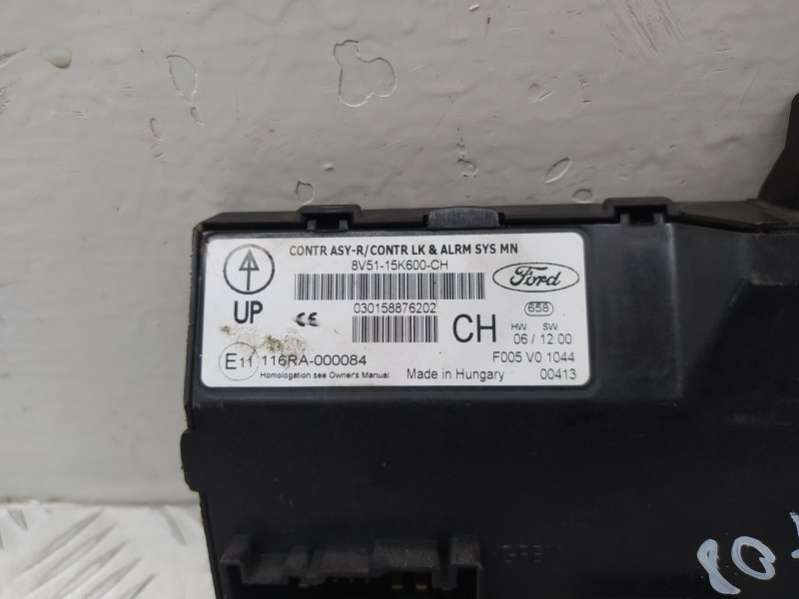 CONTR ASY-R/CONTR LK & ALRM SYS MN
8V51-15K600-CH
Ford
UP
CE
030158876202
CH
658
HW SW
06/ 12 00
E11 116RA-000084
F005 V0 1044
Homologation see Owner's Manual
Made in Hungary
00413